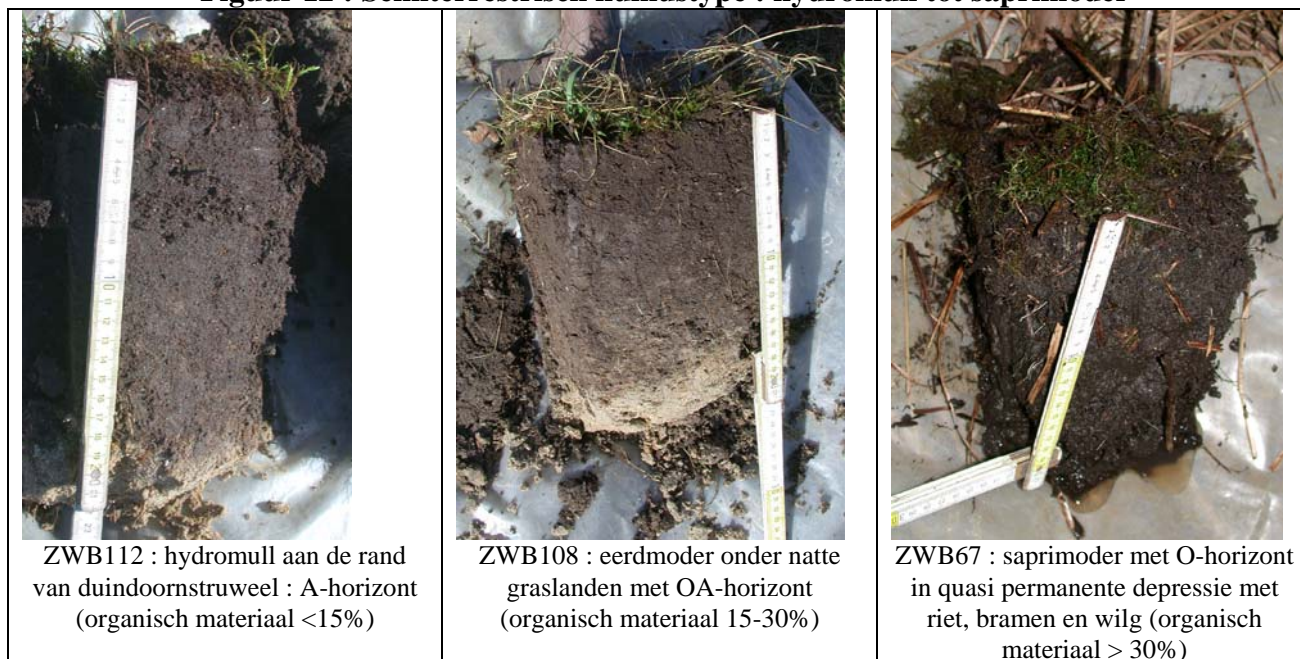 Figuur 12 : Semiterrestrisch humustype : hydromull tot saprimoder
ZWB112 : hydromull aan de rand
van duindoornstruweel : A-horizont
(organisch materiaal <15%)
ZWB108 : eerdmoder onder natte
graslanden met OA-horizont
(organisch materiaal 15-30%)
ZWB67 : saprimoder met O-horizont
in quasi permanente depressie met
riet, bramen en wilg (organisch
materiaal > 30%)